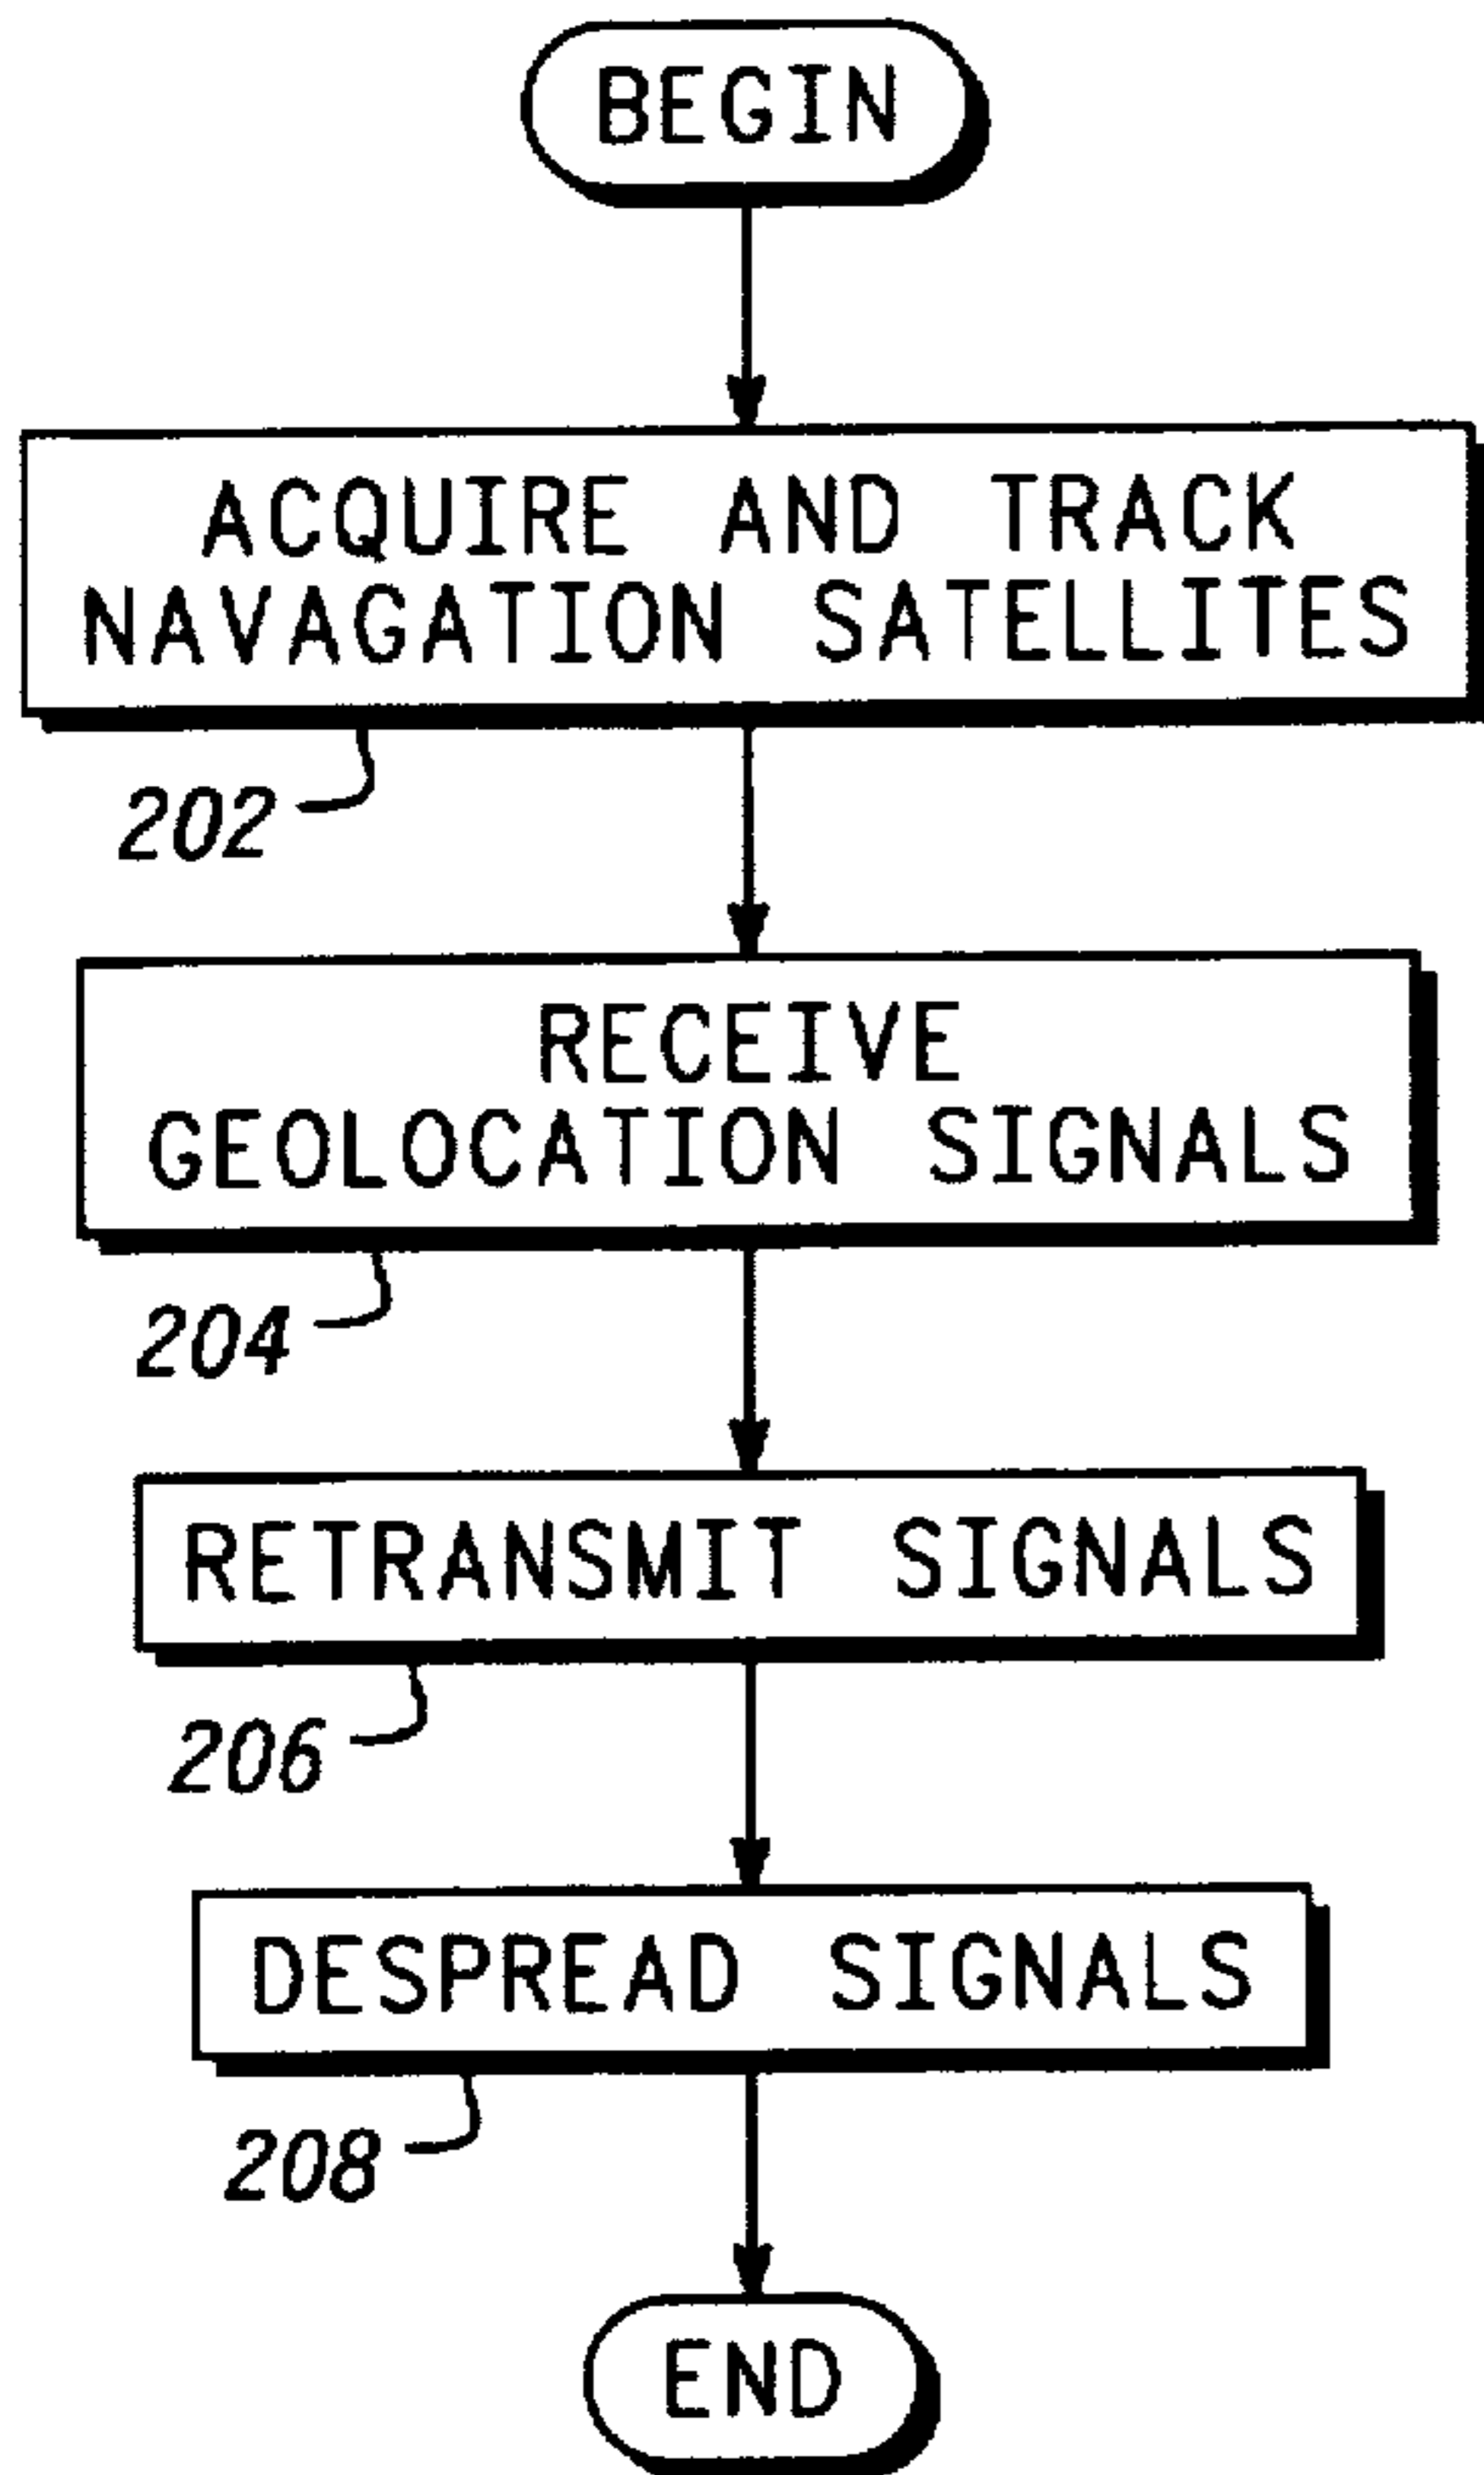 BEGIN
ACQUIRE AND TRACK
NAVAGATION SATELLITES
202
RECEIVE
GEOLOCATION SIGNALS
204
RETRANSMIT SIGNALS
206
DESPREAD SIGNALS
208
END